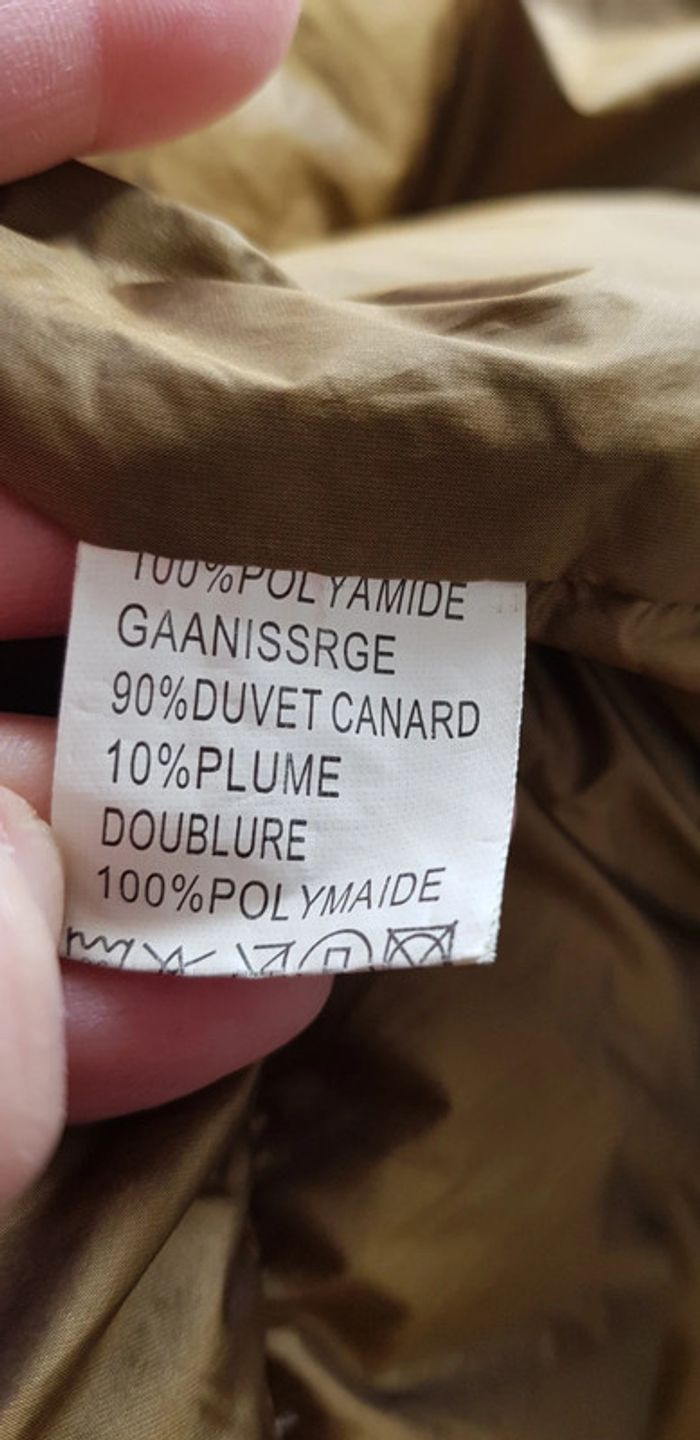 100%POLYAMIDE
GAANISSRGE
90%DUVET CANARD
10%PLUME
DOUBLURE
100%POLYMAIDE